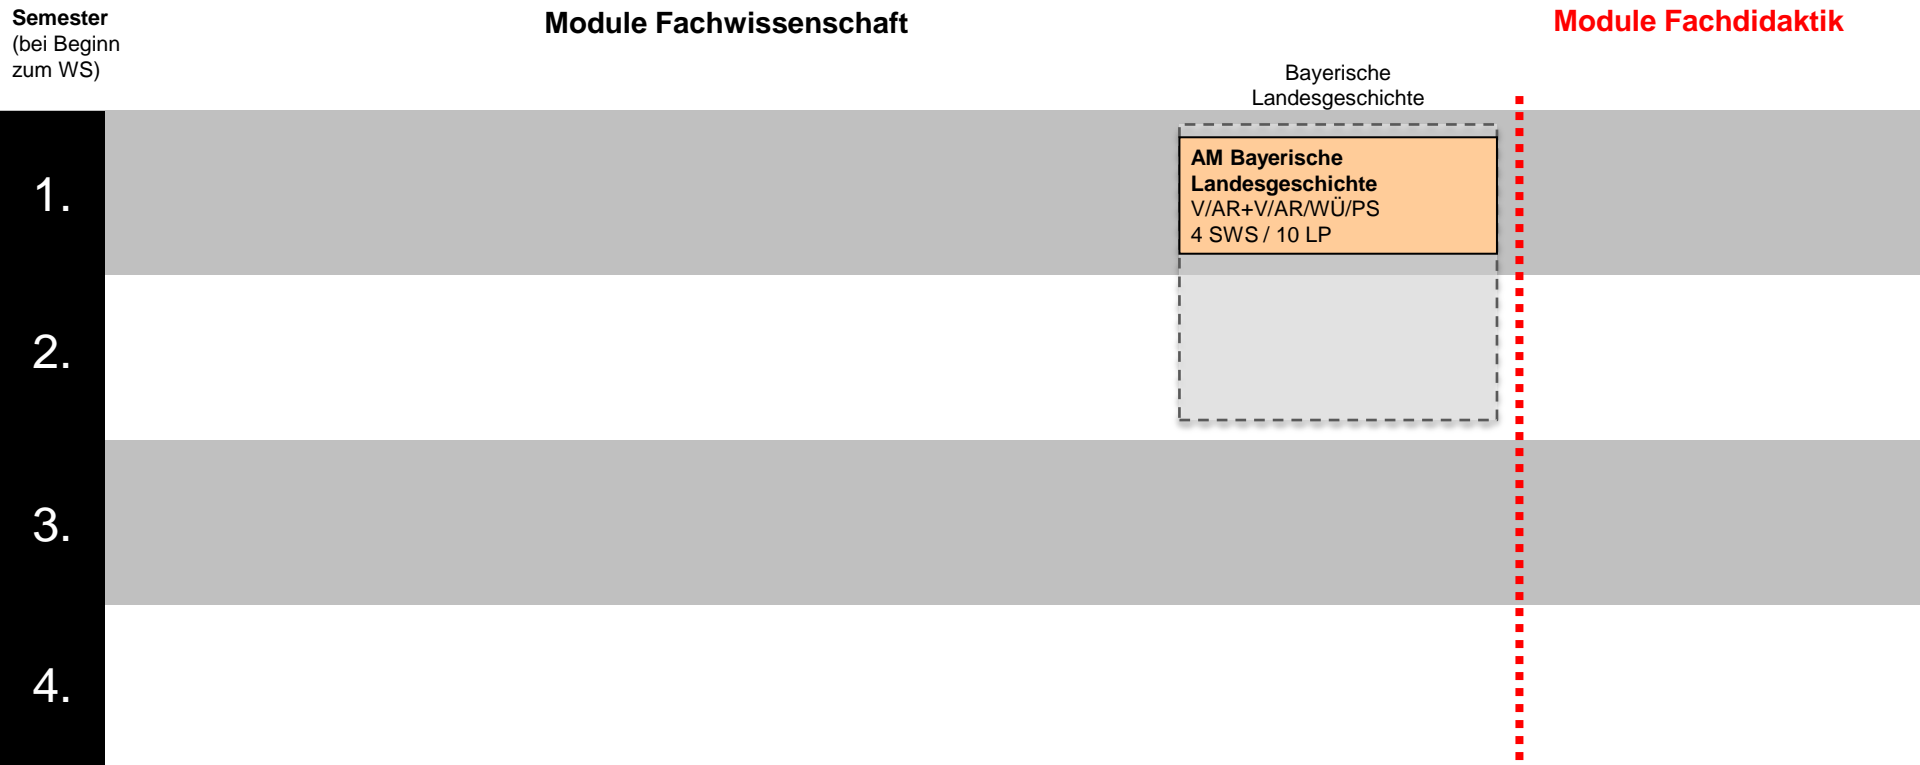 Semester
(bei Beginn
zum WS)
Module Fachwissenschaft
Module Fachdidaktik
Bayerische
Landesgeschichte
1.
AM Bayerische
Landesgeschichte
V/AR+V/AR/WÜ/PS
4 SWS / 10 LP
2.
3.
4.